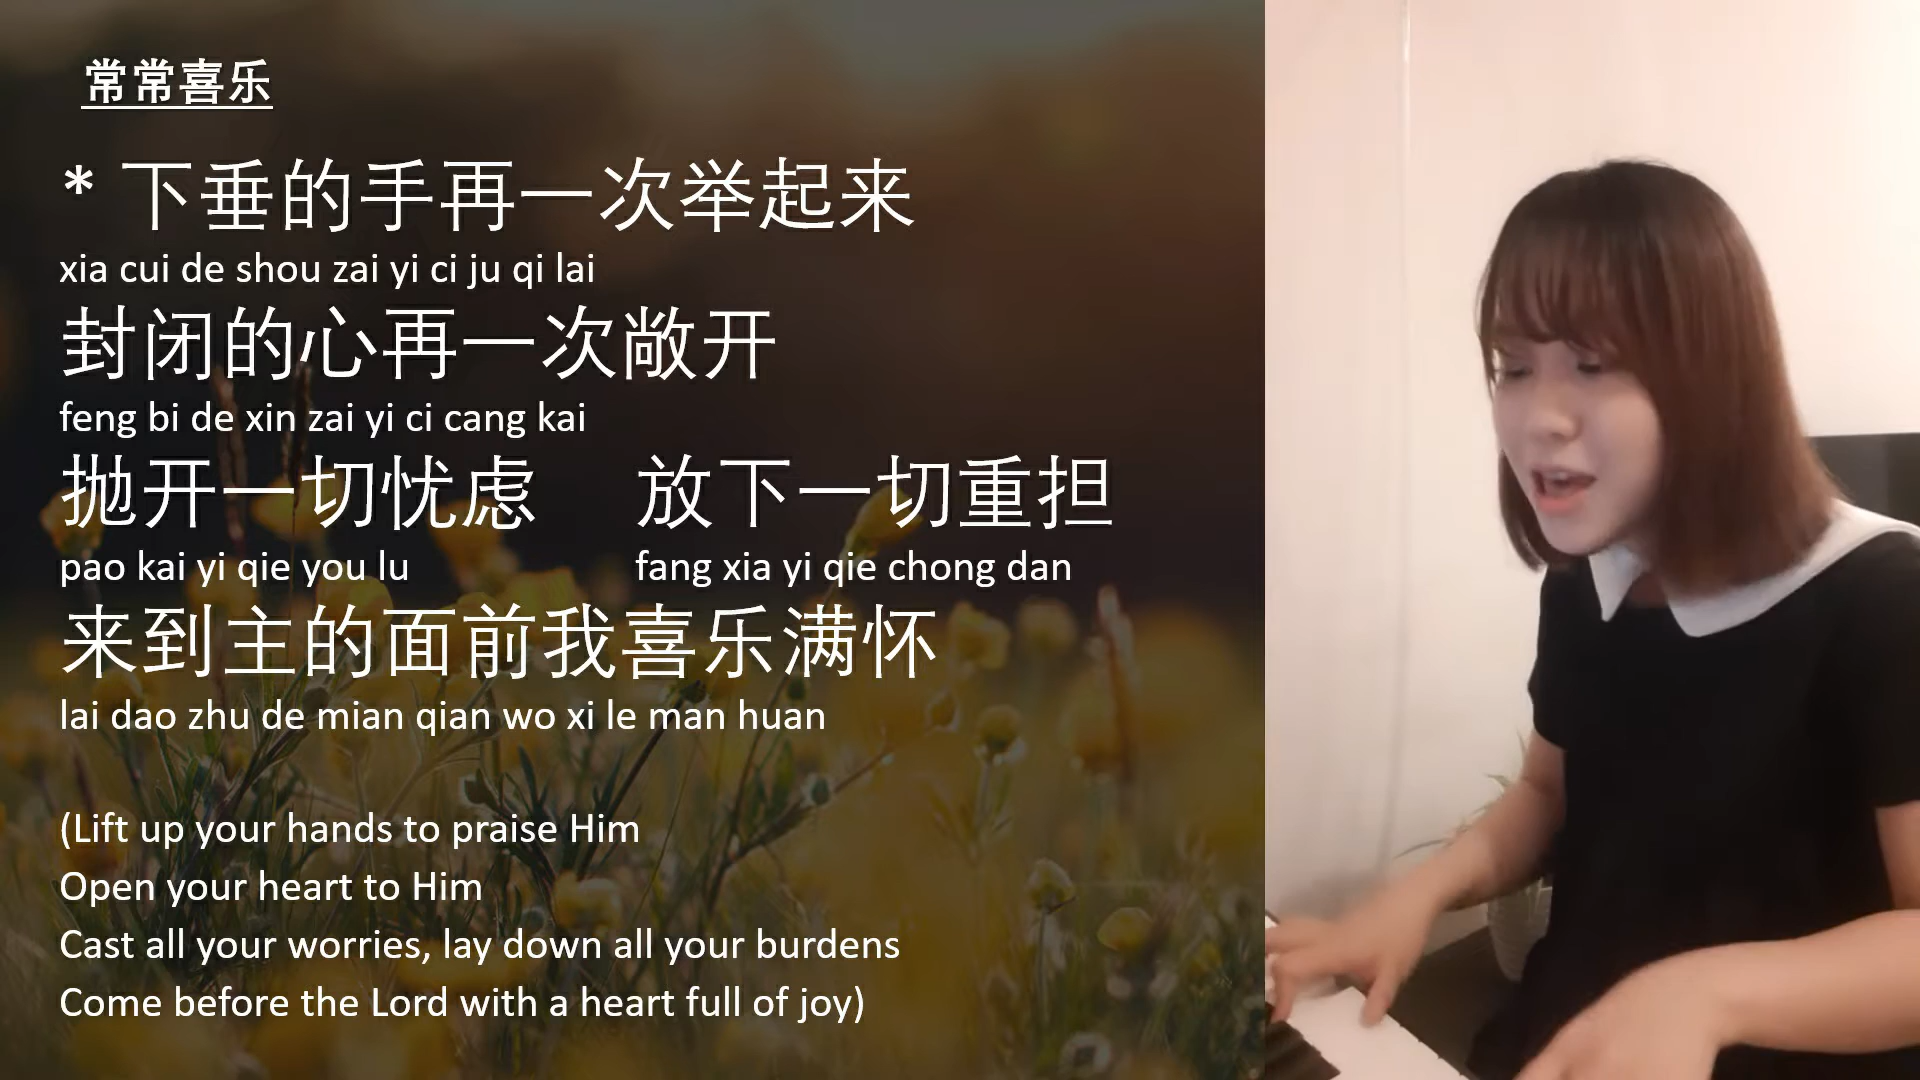 常常喜乐
* 下垂的手再一次举起来
xia cui de shou zai yi ci ju qi lai
封闭的心再一次敞开
feng bi de xin zai yi ci cang kai
抛开一切忧虑 放下一切重担
pao kai yi qie you lu fang xia yi qie chong dan
来到主的面前我喜乐满怀
lai dao zhu de mian qian wo xi le man huan
(Lift up your hands to praise Him
Open your heart to Him
Cast all your worries, lay down all your burdens
Come before the Lord with a heart full of joy)